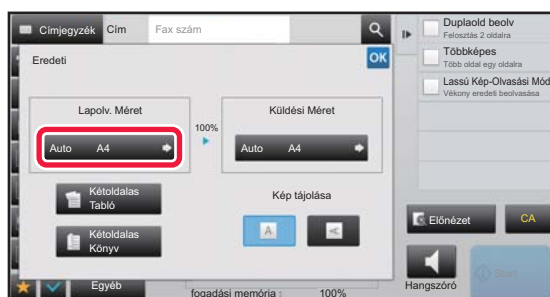 Címjegyzék Cím Fax szám
Eredeti OK
Lapolv. Méret
Auto A4
100%
Küldési Méret
Auto A4
Kétoldalas
Tabló
Kétoldalas
Könyv
Kép tájolása
A A
Egyéb
fogadási memória : 100%
Duplaold beolv
Felosztás 2 oldalra
Többképes
Több oldal egy oldalra
Lassú Kép-Olvasási Mód
Vékony eredeti beolvasása
Előnézet CA
Hangszóró
Start